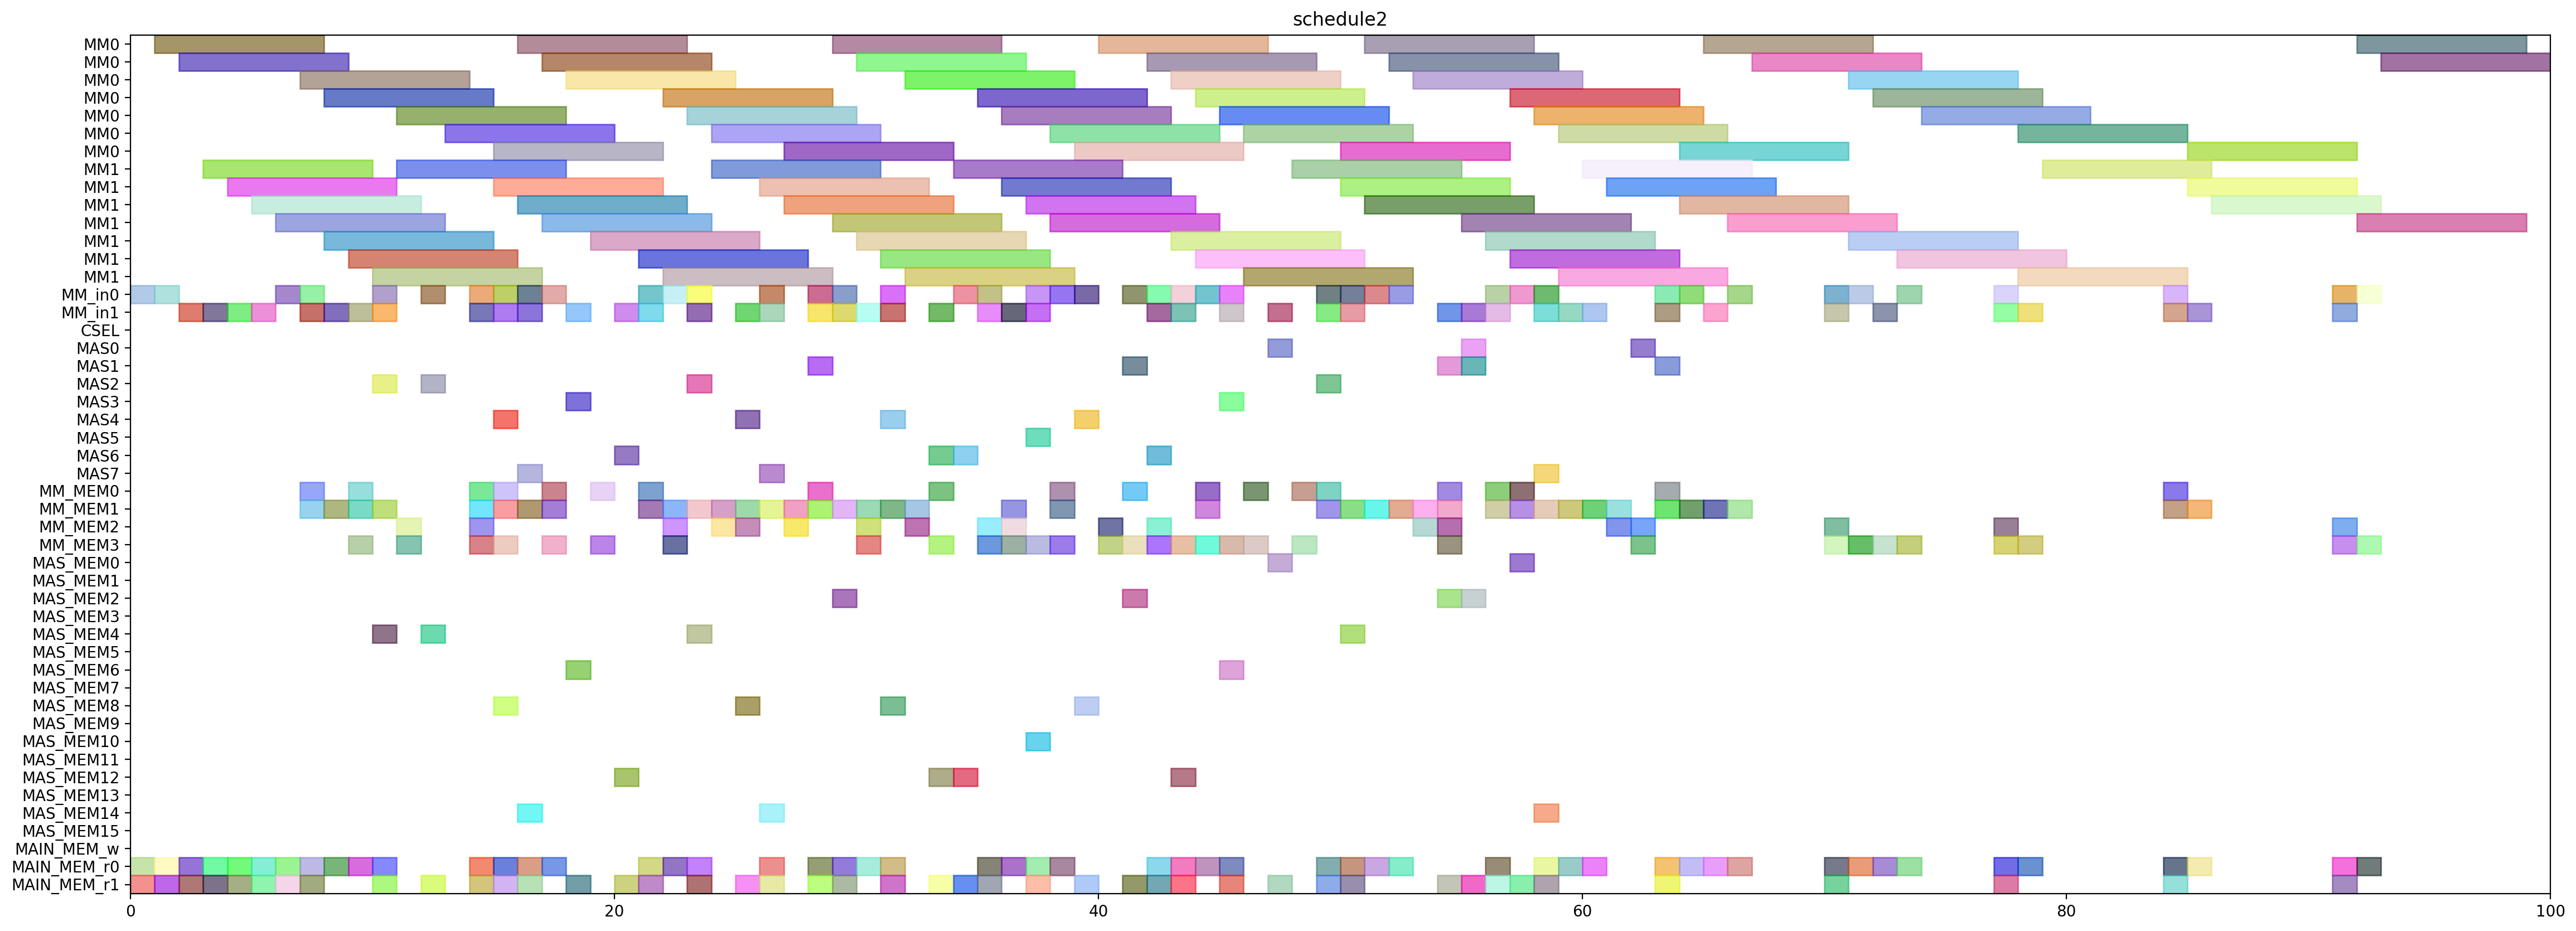 schedule2
MM0
MM0
MM0
MM0
MM0
MM0
MM0
MM1
MM1
MM1
MM1
MM1
MM1
MM1
MM_in0
MM_in1
CSEL
MAS0
MAS1
MAS2
MAS3
MAS4
MAS5
MAS6
MAS7
MM_MEM0
MM_MEM1
MM_MEM2
MM_MEM3
MAS_MEM0
MAS_MEM1
MAS_MEM2
MAS_MEM3
MAS_MEM4
MAS_MEM5
MAS_MEM6
MAS_MEM7
MAS_MEM8
MAS_MEM9
MAS_MEM10
MAS_MEM11
MAS_MEM12
MAS_MEM13
MAS_MEM14
MAS_MEM15
MAIN_MEM_w
MAIN_MEM_r0
MAIN_MEM_r1
0 20 40 60 80 100